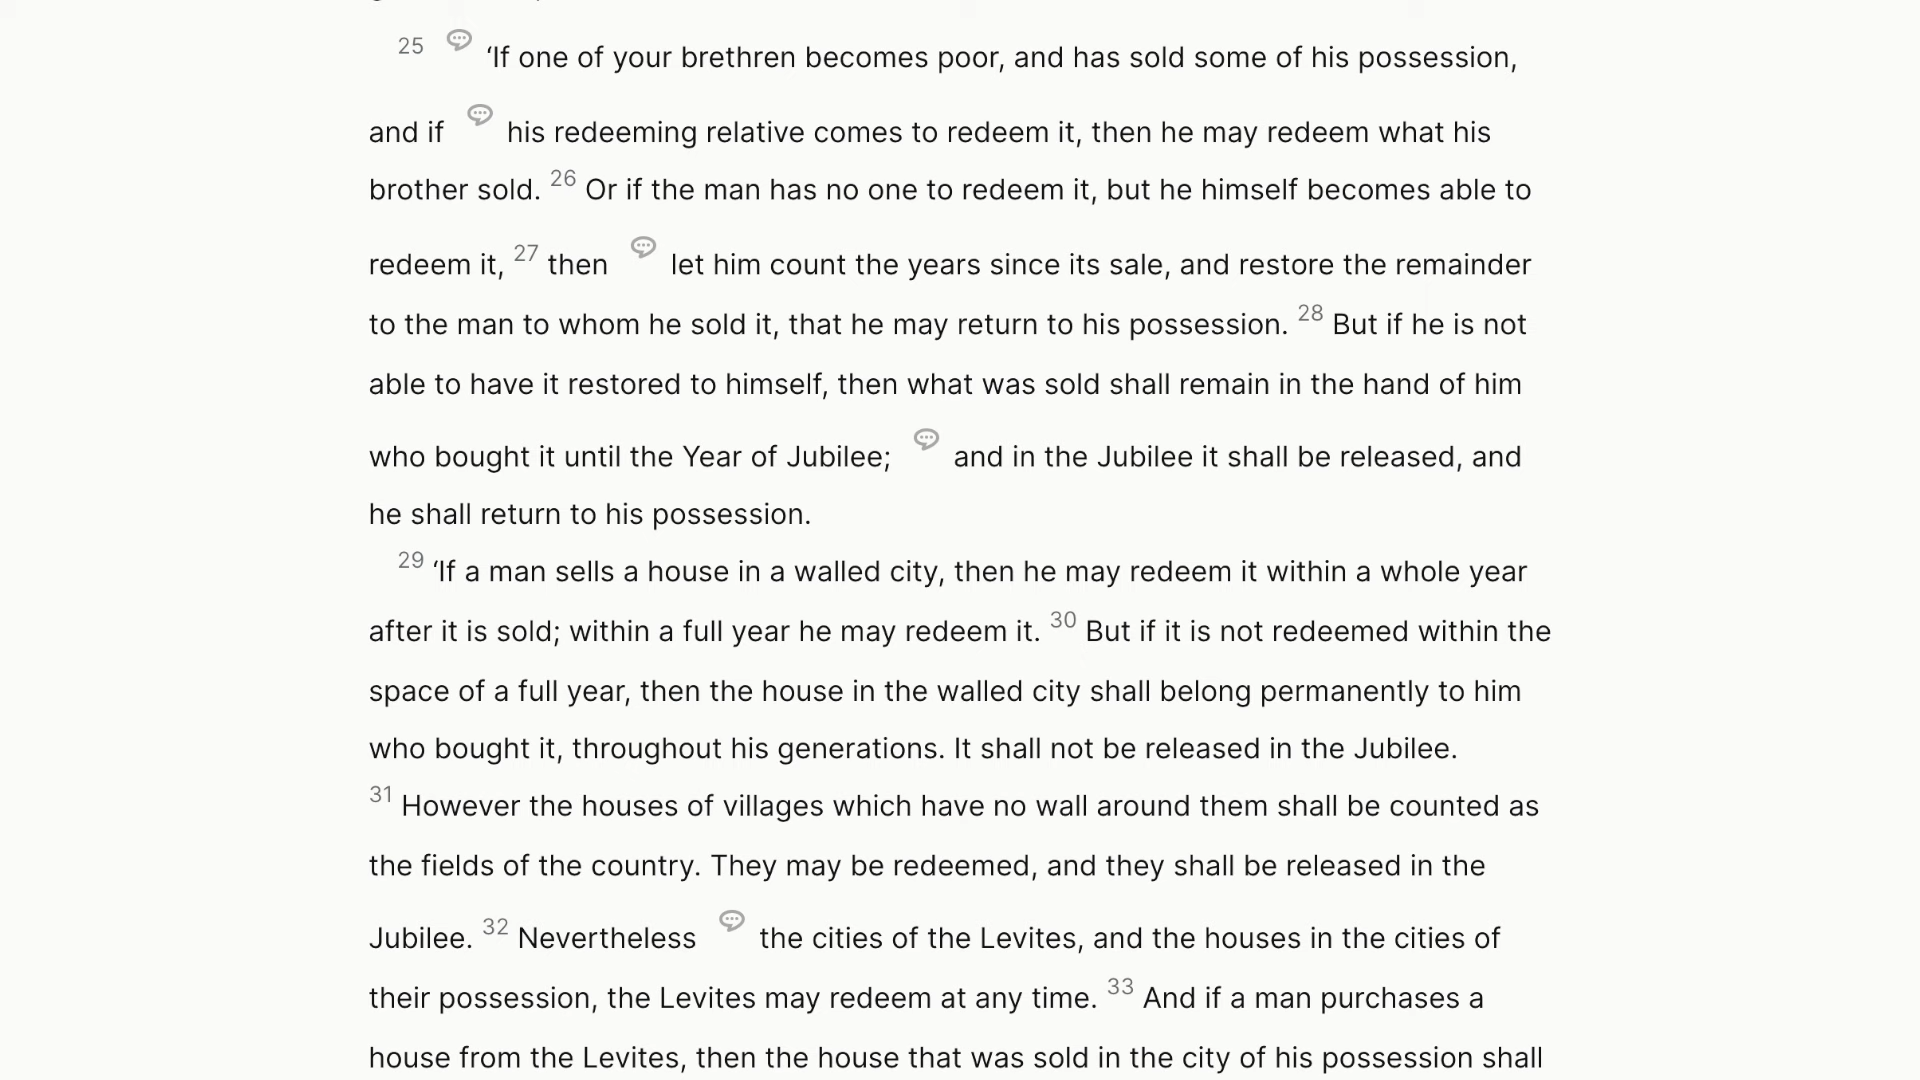 25 ‘If one of your brethren becomes poor, and has sold some of his possession,
and if his redeeming relative comes to redeem it, then he may redeem what his
brother sold. 26 Or if the man has no one to redeem it, but he himself becomes able to
redeem it, 27 then let him count the years since its sale, and restore the remainder
to the man to whom he sold it, that he may return to his possession. 28 But if he is not
able to have it restored to himself, then what was sold shall remain in the hand of him
who bought it until the Year of Jubilee; and in the Jubilee it shall be released, and
he shall return to his possession.
29 ‘If a man sells a house in a walled city, then he may redeem it within a whole year
after it is sold; within a full year he may redeem it. 30 But if it is not redeemed within the
space of a full year, then the house in the walled city shall belong permanently to him
who bought it, throughout his generations. It shall not be released in the Jubilee.
31 However the houses of villages which have no wall around them shall be counted as
the fields of the country. They may be redeemed, and they shall be released in the
Jubilee. 32 Nevertheless the cities of the Levites, and the houses in the cities of
their possession, the Levites may redeem at any time. 33 And if a man purchases a
house from the Levites, then the house that was sold in the city of his possession shall